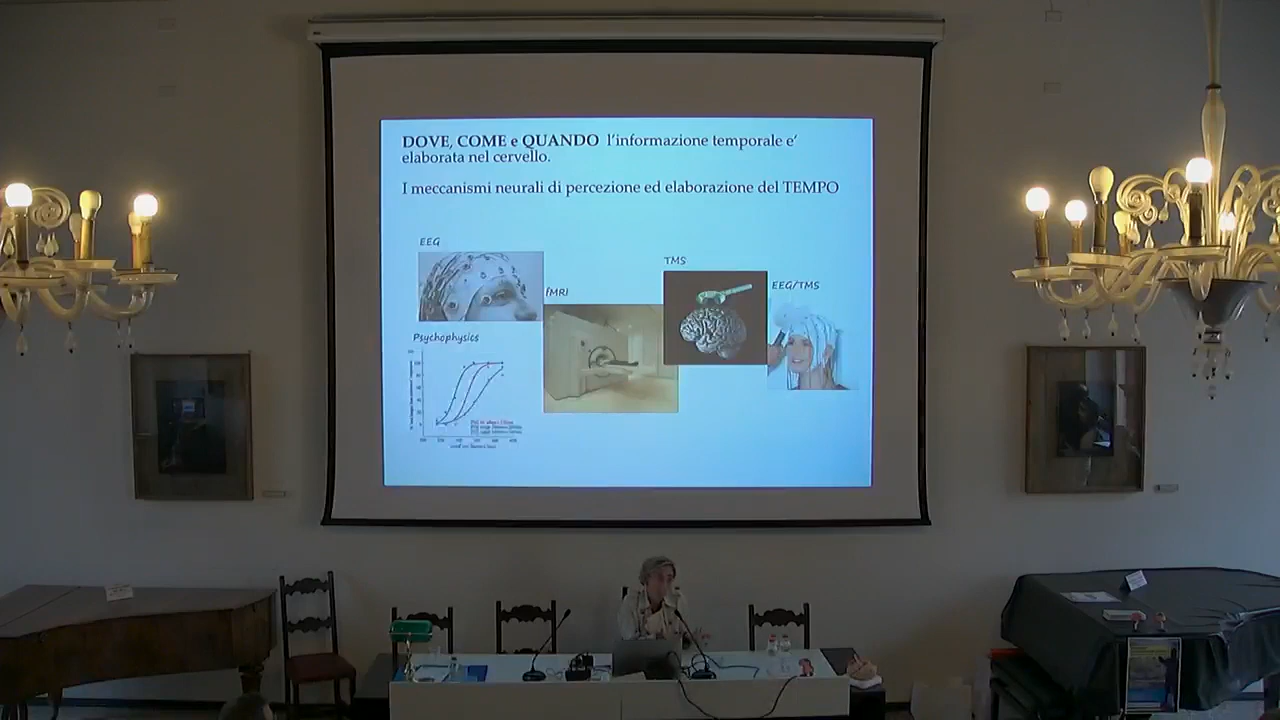 DOVE, COME e QUANDO l'informazione temporale e'
elaborata nel cervello.
I meccanismi neurali di percezione ed elaborazione del TEMPO
EEG
fMRI
TMS
EEG/TMS
Psychophysics